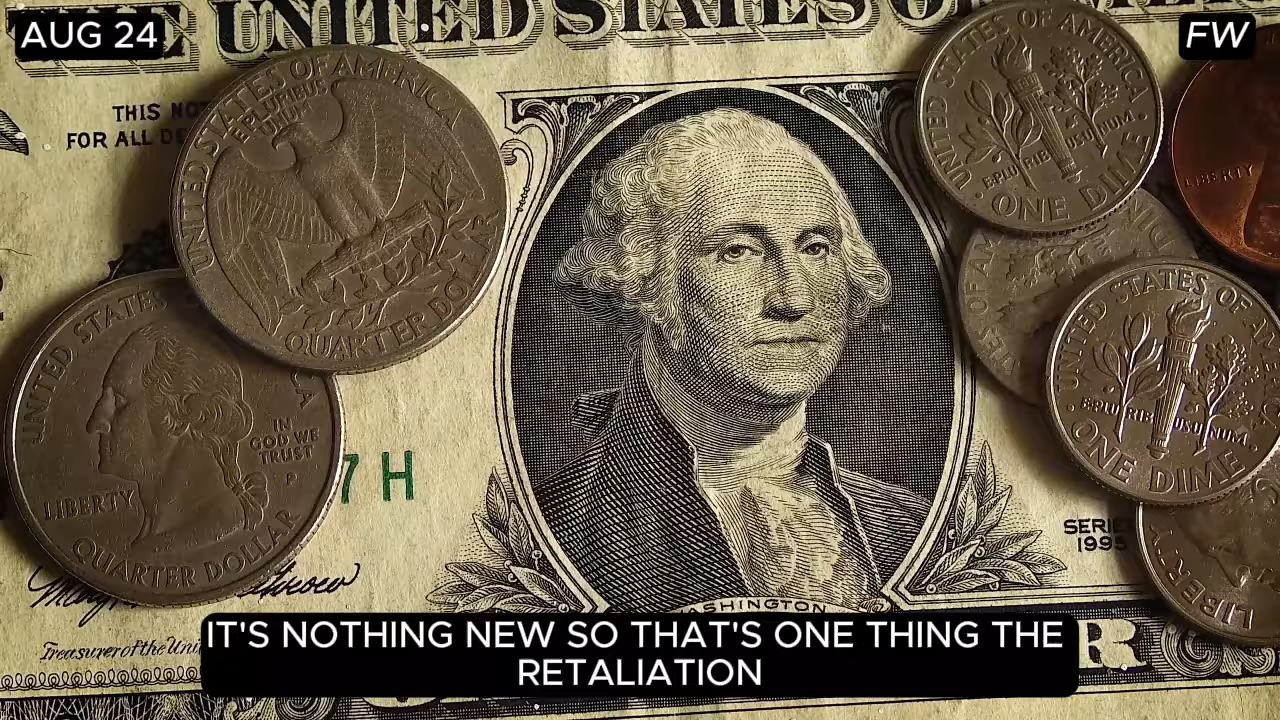 AUG 24
FW
THE UNITED STATES OF
THIS NOT
FOR ALL DE
UNITED STATES OF AMERICA
E PLURIBUS
UNUM
QUARTER DOLLAR
UNITED STATES OF AMERICA
E PLURIBUS UNUM
ONE DIME
LIBERTY
UNITED STATES
IN
GOD WE
TRUST
P
LIBERTY
QUARTER DOLLAR
7 H
UNITED STATES OF AMERICA
E PLURIBUS UNUM
ONE DIME
SERIE
1995
LIBERTY
WASHINGTON
Treasurer of the Uni
R
IT'S NOTHING NEW SO THAT'S ONE THING THE
RETALIATION